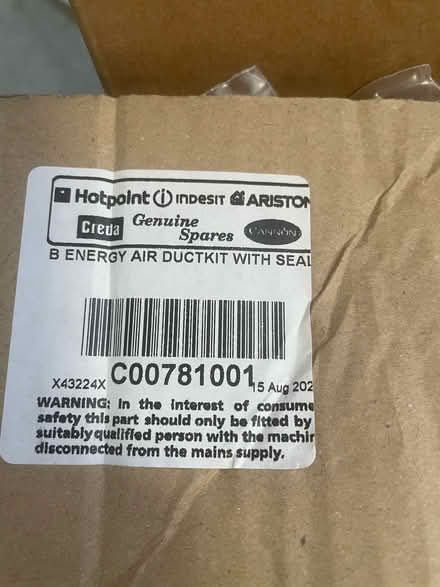 Hotpoint i INDESIT ARISTON
Creda Genuine Spares CANNON
B ENERGY AIR DUCTKIT WITH SEAL
X43224X C00781001 15 Aug 202
WARNING: In the interest of consume
safety this part should only be fitted by
suitably qualified person with the machin
disconnected from the mains supply.